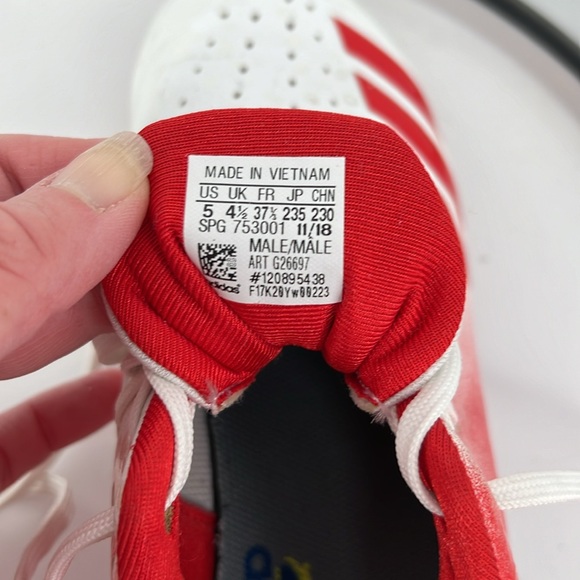 MADE IN VIETNAM
US UK FR JP CHN
5 4½ 37⅓ 235 230
SPG 753001 11/18
MALE/MÂLE
ART G26697
#120895438
adidas F17K20Yw00223